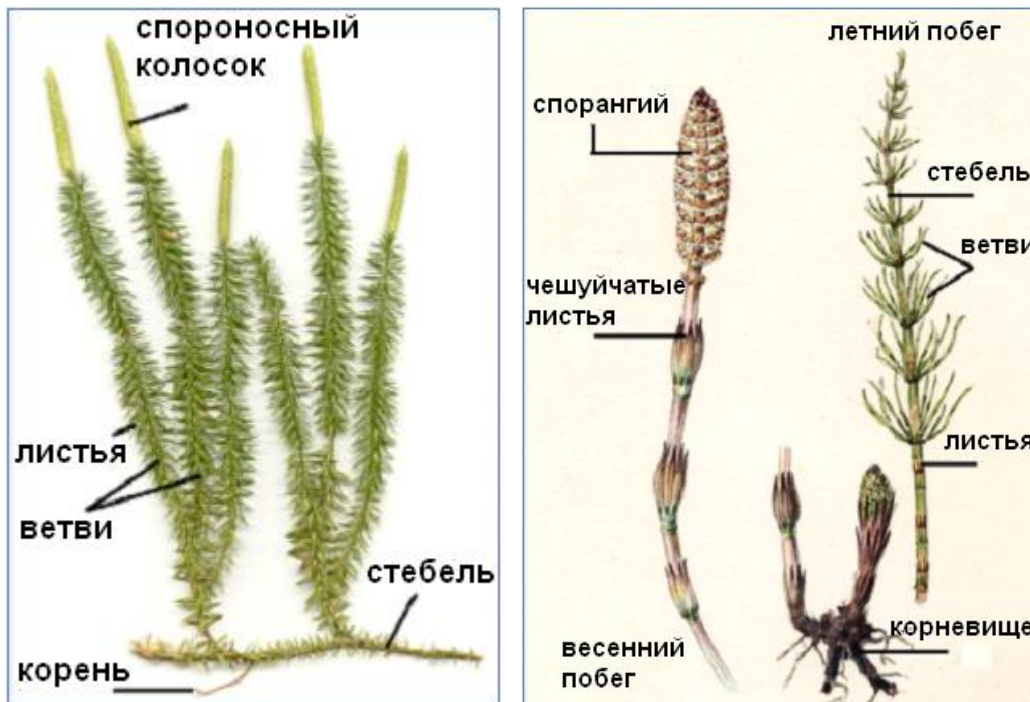 спороносный
колосок
листья
ветви
стебель
корень
летний побег
спорангий
стебель
ветви
чешуйчатые
листья
листья
корневище
весенний
побег